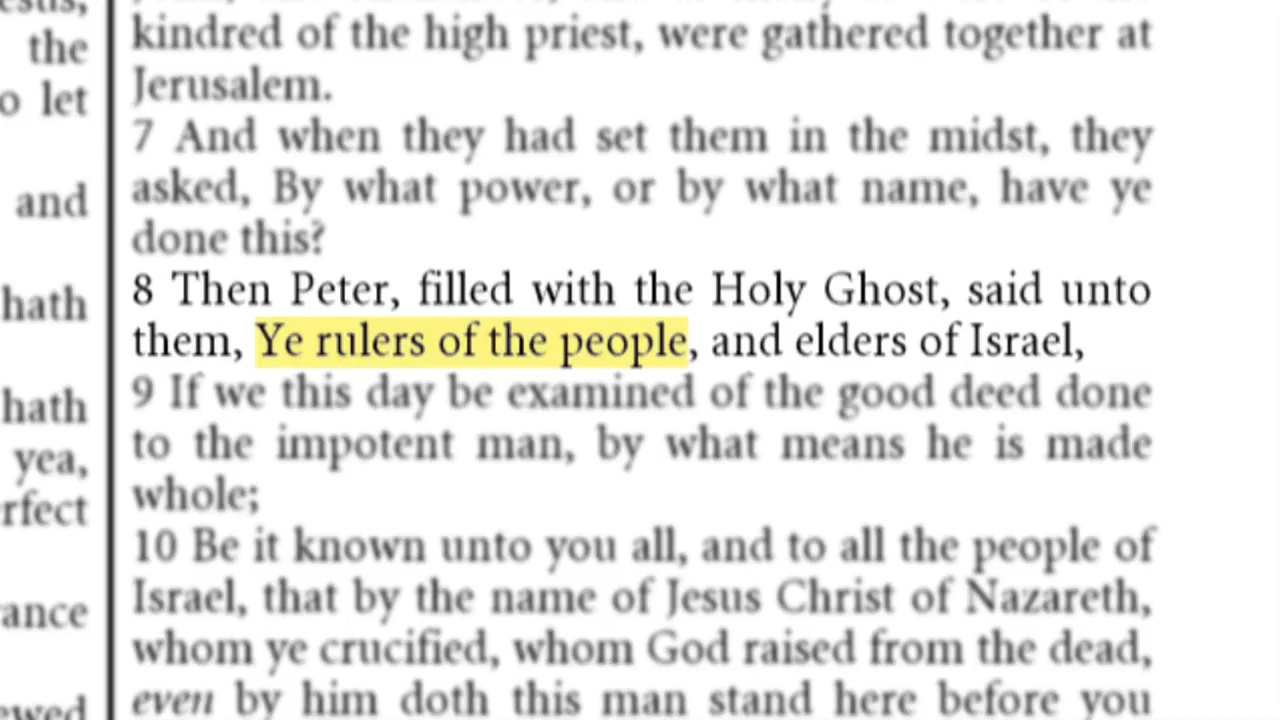 the
o let
and
hath
hath
yea,
rfect
ance
ewed
kindred of the high priest, were gathered together at
Jerusalem.
7 And when they had set them in the midst, they
asked, By what power, or by what name, have ye
done this?
8 Then Peter, filled with the Holy Ghost, said unto
them, Ye rulers of the people, and elders of Israel,
9 If we this day be examined of the good deed done
to the impotent man, by what means he is made
whole;
10 Be it known unto you all, and to all the people of
Israel, that by the name of Jesus Christ of Nazareth,
whom ye crucified, whom God raised from the dead,
even by him doth this man stand here before you